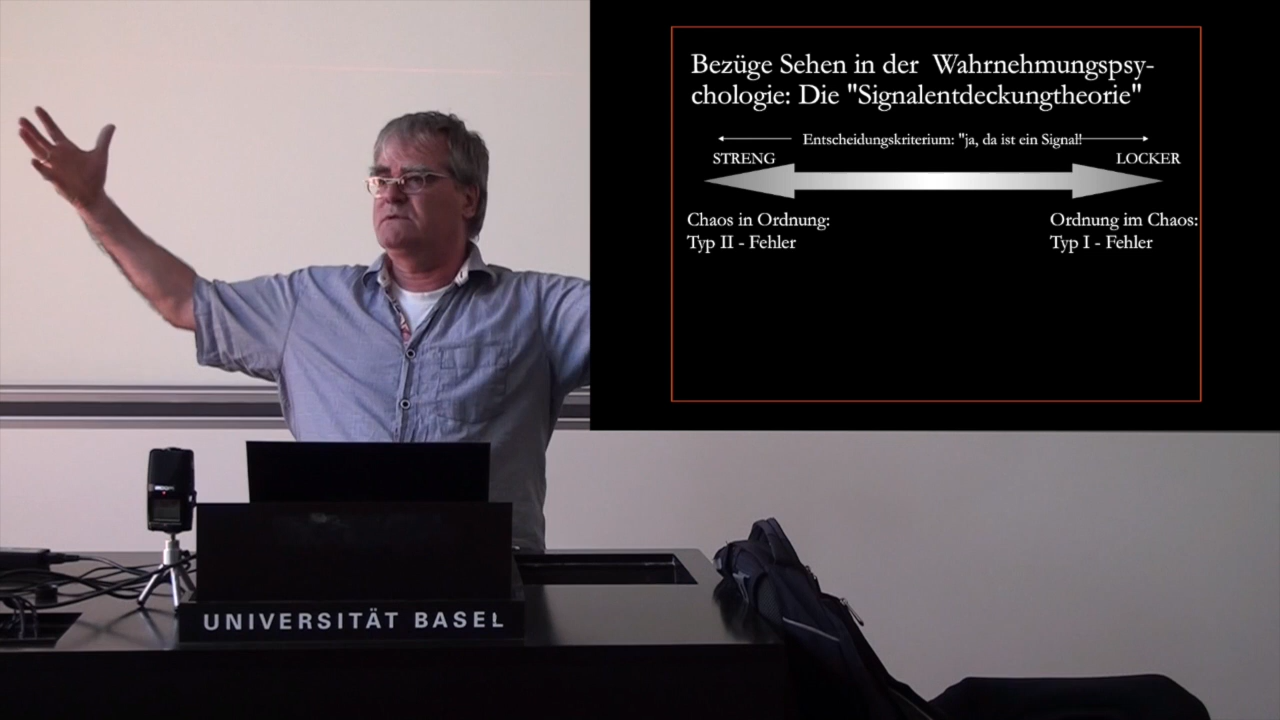 Bezüge Sehen in der Wahrnehmungspsy-
chologie: Die "Signalentdeckungtheorie"
Entscheidungskriterium: "ja, da ist ein Signal!
STRENG
LOCKER
Chaos in Ordnung:
Typ II - Fehler
Ordnung im Chaos:
Typ I - Fehler
UNIVERSITÄT BASEL